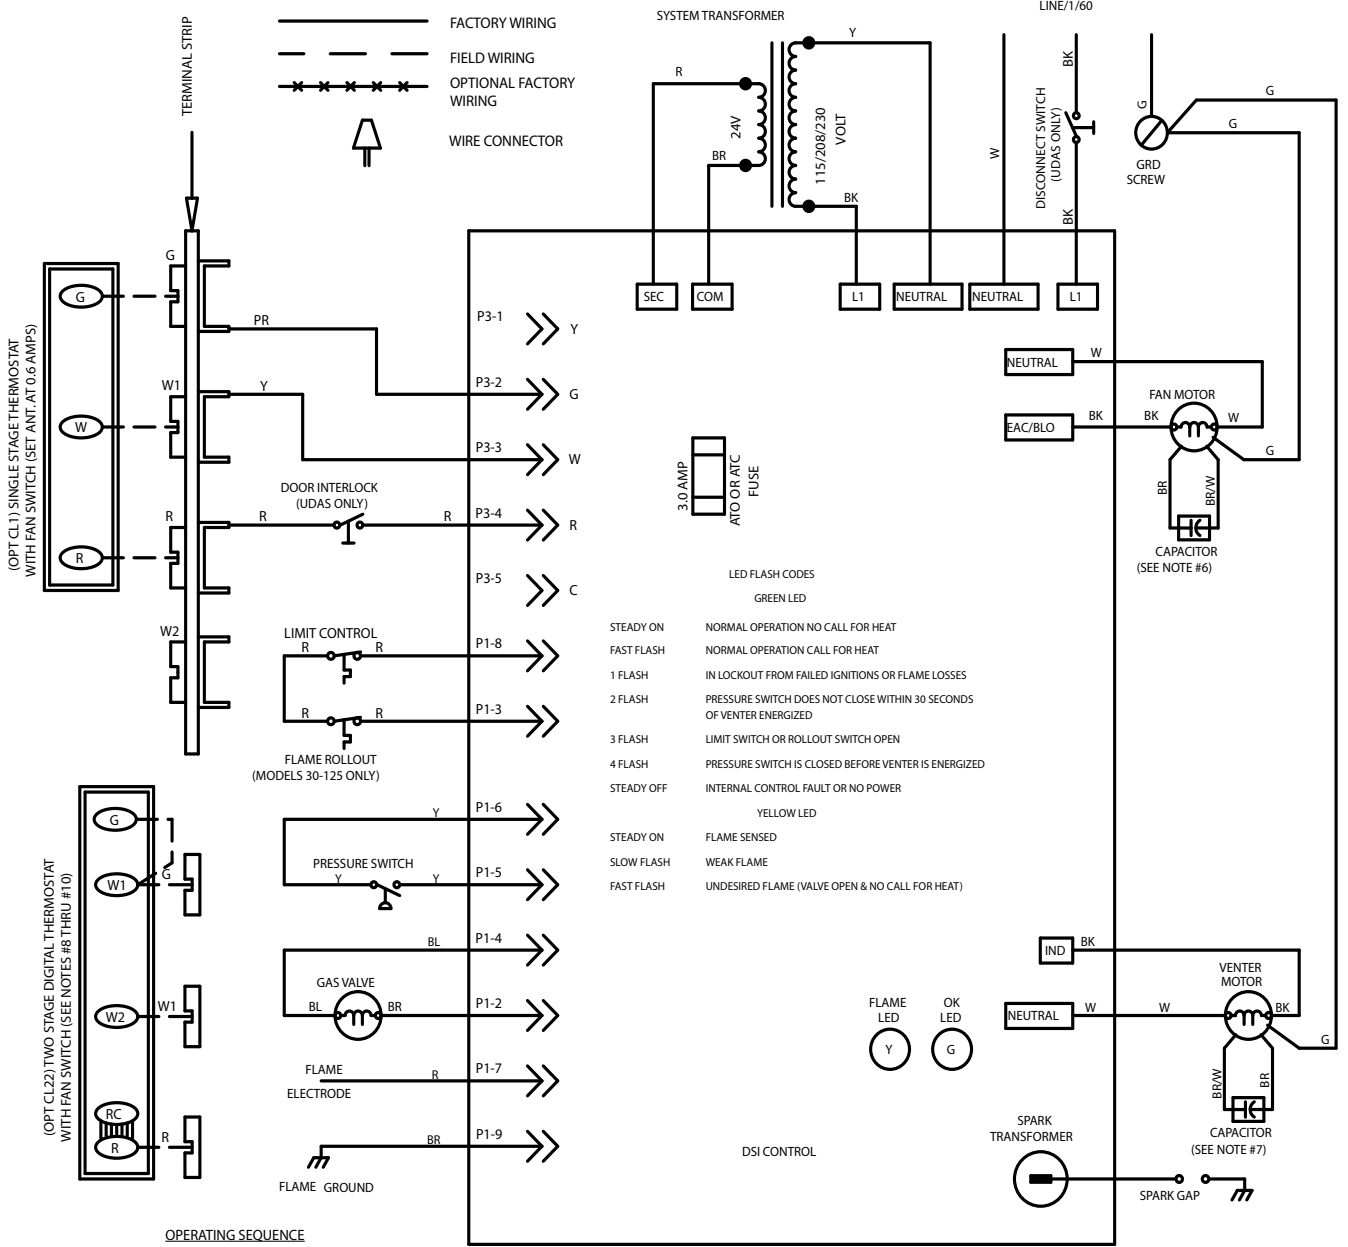 LINE/1/60
SYSTEM TRANSFORMER
FACTORY WIRING
FIELD WIRING
OPTIONAL FACTORY
WIRING
WIRE CONNECTOR
TERMINAL STRIP
Y
R
BR
24V
115/208/230
VOLT
BK
W
BK
DISCONNECT SWITCH
(UDAS ONLY)
BK
G
GRD
SCREW
G
G
SEC
COM
L1
NEUTRAL
NEUTRAL
L1
(OPT CL1) SINGLE STAGE THERMOSTAT
WITH FAN SWITCH (SET ANT. AT 0.6 AMPS)
G
W
R
G
W1
R
W2
PR
Y
DOOR INTERLOCK
(UDAS ONLY)
R
R
P3-1
Y
P3-2
G
P3-3
W
P3-4
R
P3-5
C
LIMIT CONTROL
R
R
P1-8
R
R
P1-3
FLAME ROLLOUT
(MODELS 30-125 ONLY)
Y
P1-6
PRESSURE SWITCH
Y
Y
P1-5
BL
P1-4
GAS VALVE
BL
BR
P1-2
FLAME
ELECTRODE
R
P1-7
BR
P1-9
FLAME GROUND
(OPT CL22) TWO STAGE DIGITAL THERMOSTAT
WITH FAN SWITCH (SEE NOTES #8 THRU #10)
G
W1
G
W2
W1
RC
R
R
3.0 AMP
ATO OR ATC
FUSE
LED FLASH CODES
GREEN LED
STEADY ON NORMAL OPERATION NO CALL FOR HEAT
FAST FLASH NORMAL OPERATION CALL FOR HEAT
1 FLASH IN LOCKOUT FROM FAILED IGNITIONS OR FLAME LOSSES
2 FLASH PRESSURE SWITCH DOES NOT CLOSE WITHIN 30 SECONDS
OF VENTER ENERGIZED
3 FLASH LIMIT SWITCH OR ROLLOUT SWITCH OPEN
4 FLASH PRESSURE SWITCH IS CLOSED BEFORE VENTER IS ENERGIZED
STEADY OFF INTERNAL CONTROL FAULT OR NO POWER
YELLOW LED
STEADY ON FLAME SENSED
SLOW FLASH WEAK FLAME
FAST FLASH UNDESIRED FLAME (VALVE OPEN & NO CALL FOR HEAT)
NEUTRAL
W
FAN MOTOR
EAC/BLO
BK
BK
W
G
BR
BR/W
CAPACITOR
(SEE NOTE #6)
IND
BK
VENTER
MOTOR
NEUTRAL
W
W
BK
G
BR/W
BR
CAPACITOR
(SEE NOTE #7)
FLAME
LED
OK
LED
Y
G
SPARK
TRANSFORMER
DSI CONTROL
SPARK GAP
OPERATING SEQUENCE